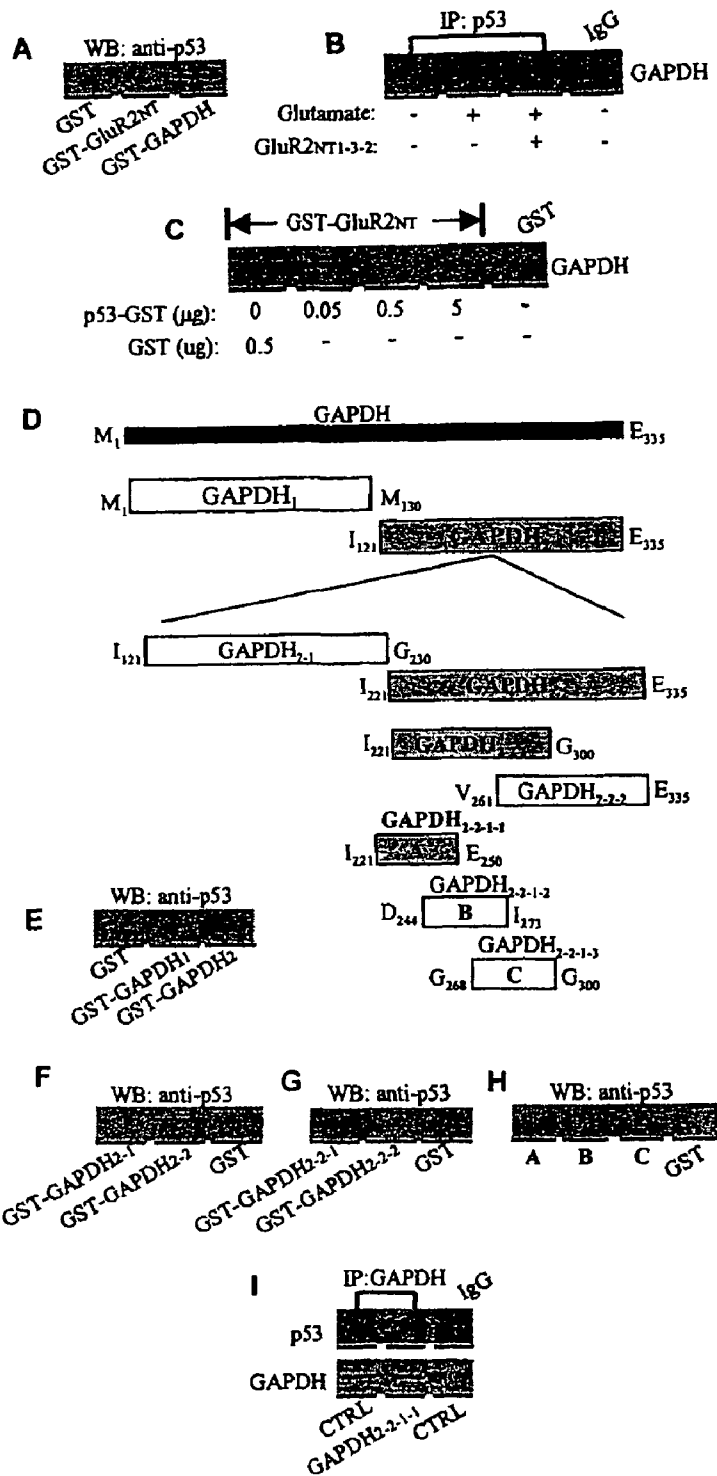 A
WB: anti-p53
GST
GST-GluR2NT
GST-GAPDH
B
IP: p53
IgG
GAPDH
Glutamate: - + + -
GluR2NT1-3-2: - - + -
C
GST-GluR2NT
GST
GAPDH
p53-GST (µg): 0 0.05 0.5 5 -
GST (ug): 0.5 - - - -
D
GAPDH
M1 E335
M1 GAPDH1 M130
I121 GAPDH E335
I121 GAPDH2-1 G230
I221 GAPDH E335
I221 GAPDH G300
V261 GAPDH2-2-2 E335
GAPDH2-2-1-1
I221 A E250
GAPDH2-2-1-2
D244 B I273
GAPDH2-2-1-3
G268 C G300
E
WB: anti-p53
GST
GST-GAPDH1
GST-GAPDH2
F
WB: anti-p53
GST-GAPDH2-1
GST-GAPDH2-2
GST
G
WB: anti-p53
GST-GAPDH2-2-1
GST-GAPDH2-2-2
GST
H
WB: anti-p53
A B C GST
I
IP:GAPDH
IgG
p53
GAPDH
CTRL
GAPDH2-2-1-1
CTRL